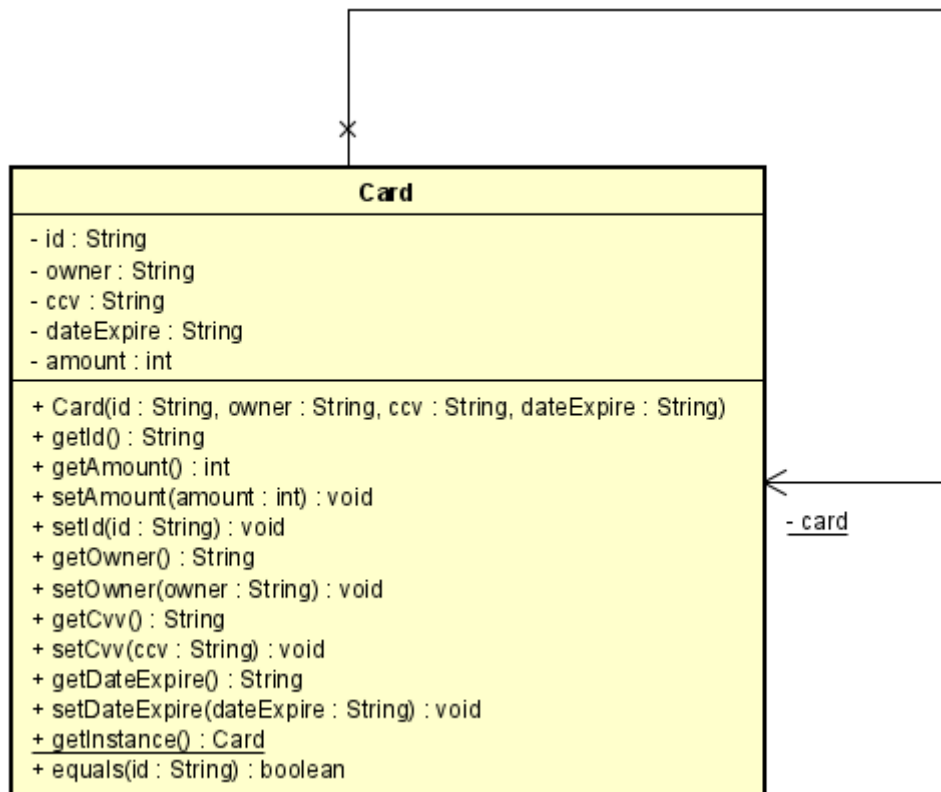 Card
- id : String
- owner : String
- ccv : String
- dateExpire : String
- amount : int
+ Card(id : String, owner : String, ccv : String, dateExpire : String)
+ getId() : String
+ getAmount() : int
+ setAmount(amount : int) : void
+ setId(id : String) : void
+ getOwner() : String
+ setOwner(owner : String) : void
+ getCvv() : String
+ setCvv(ccv : String) : void
+ getDateExpire() : String
+ setDateExpire(dateExpire : String) : void
+ getInstance() : Card
+ equals(id : String) : boolean
- card